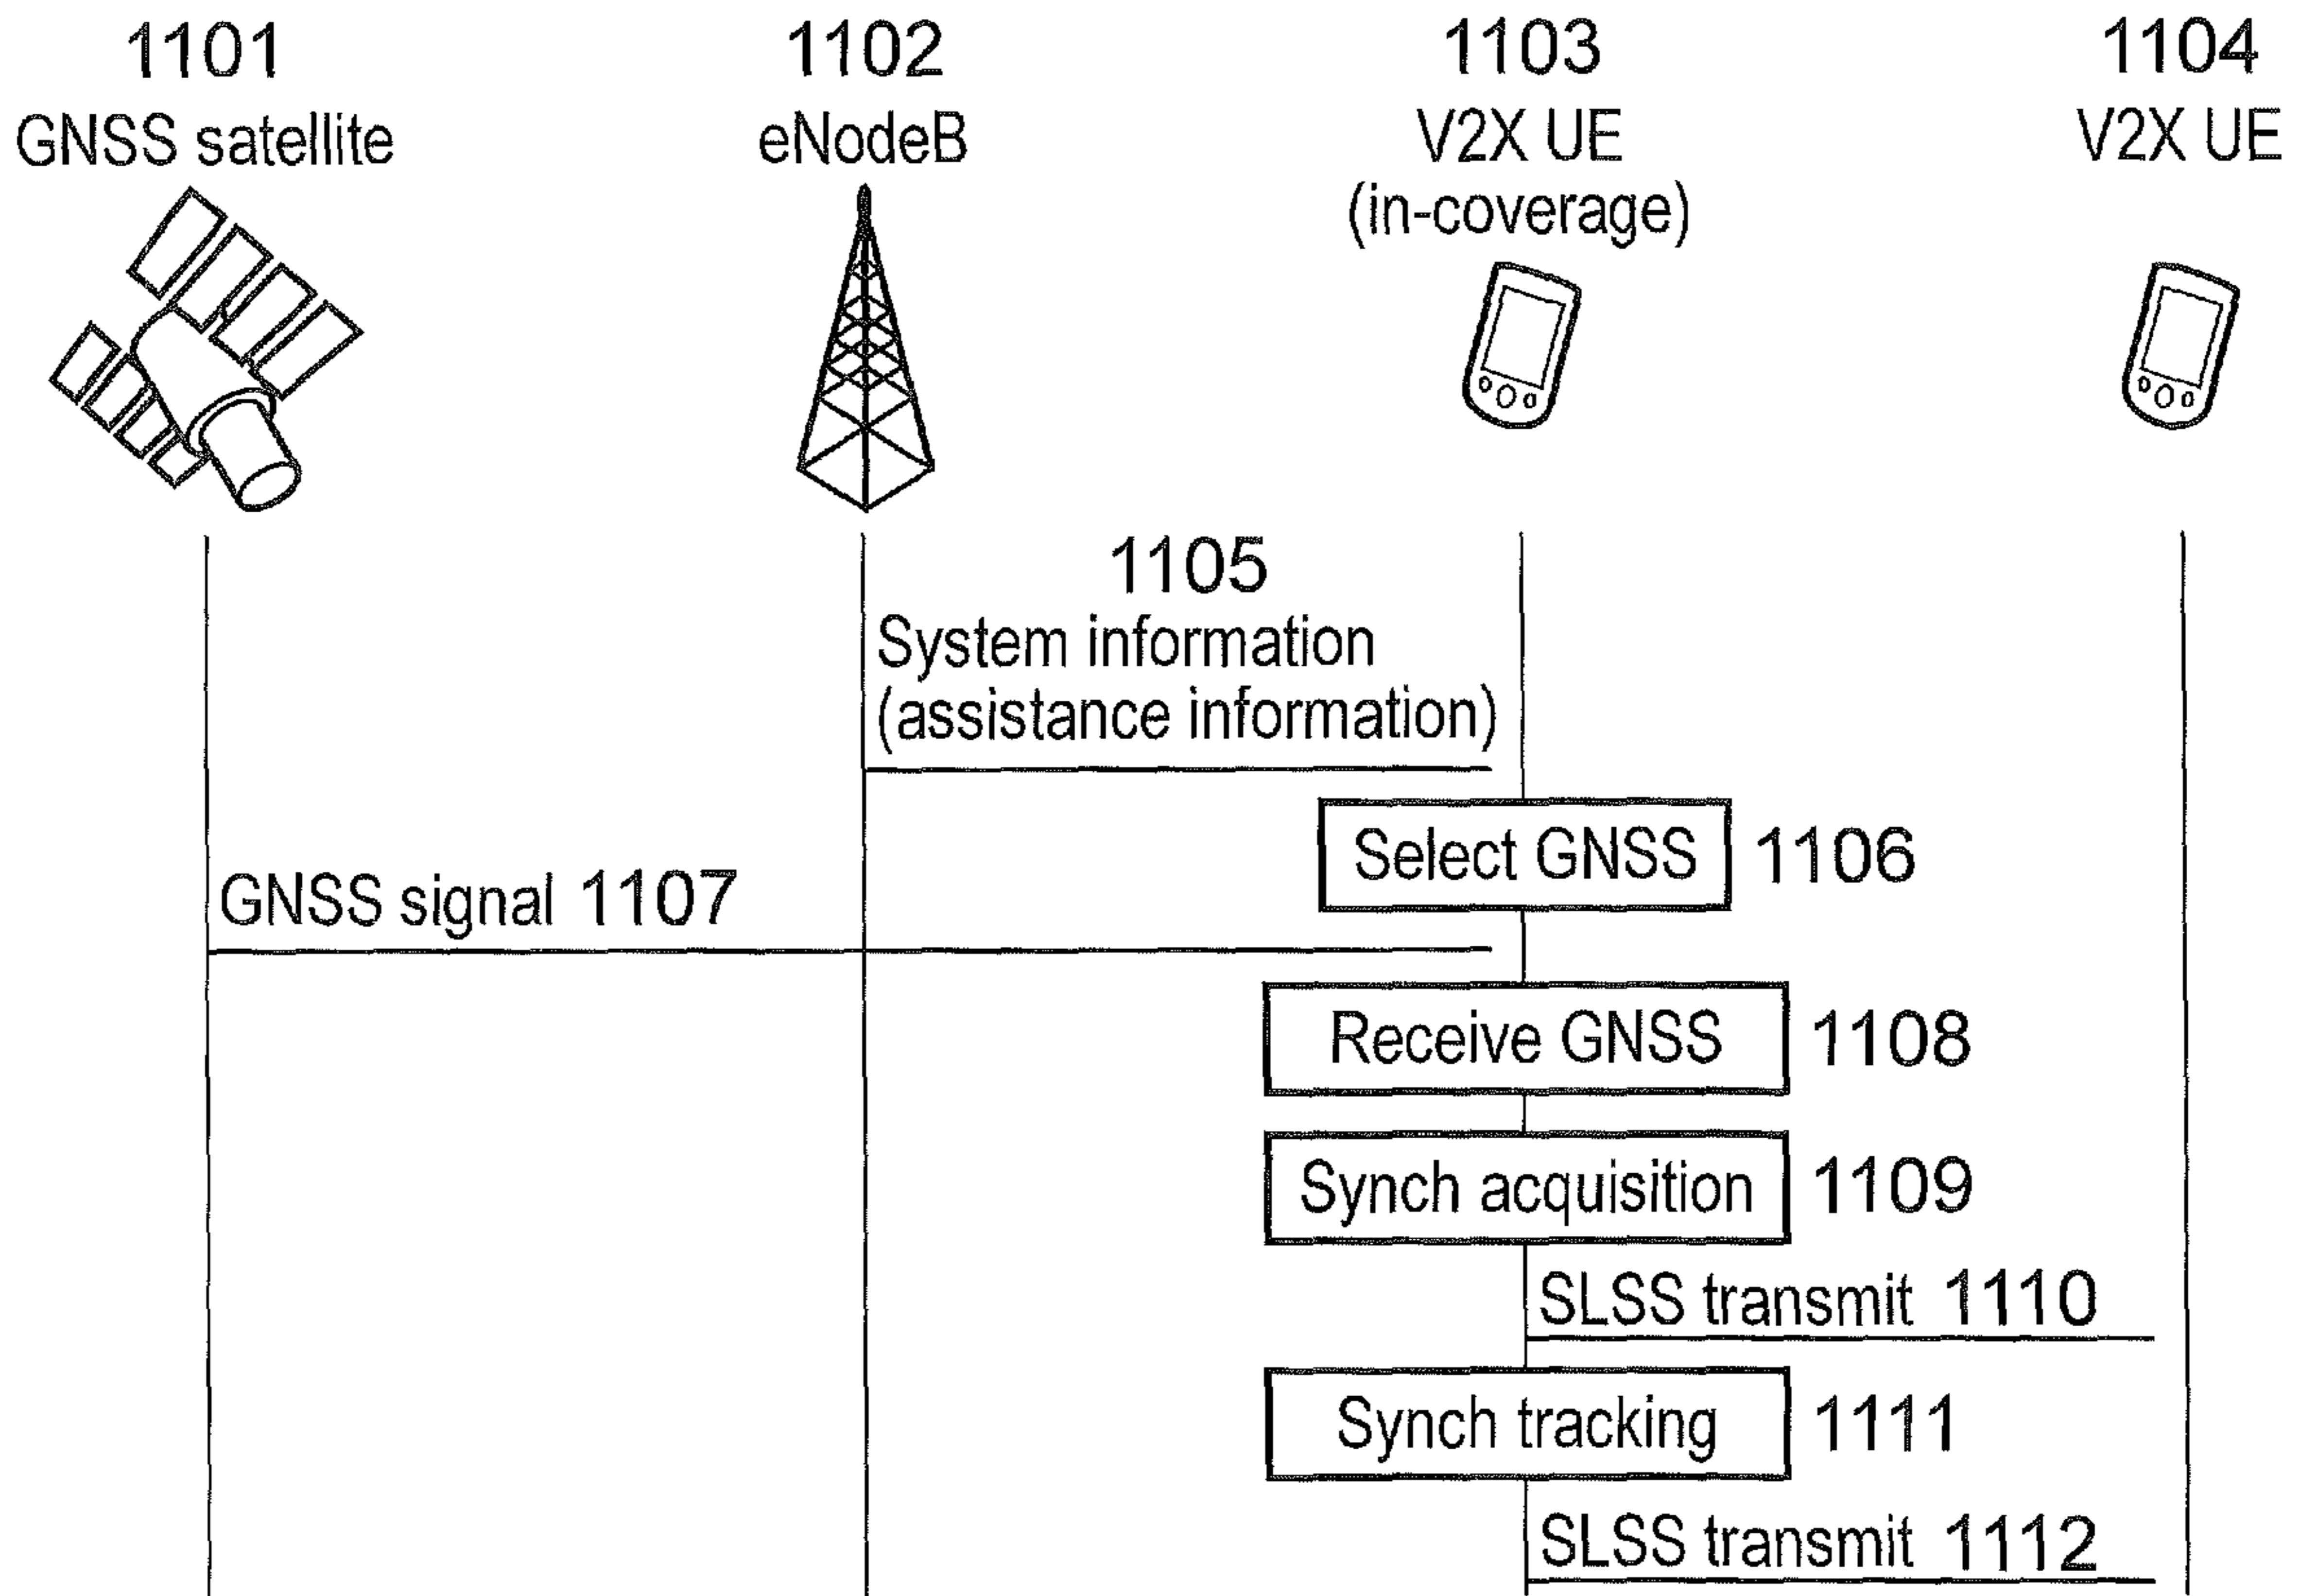 1101
GNSS satellite
1102
eNodeB
1103
V2X UE
(in-coverage)
1104
V2X UE
1105
System information
(assistance information)
Select GNSS 1106
GNSS signal 1107
Receive GNSS 1108
Synch acquisition 1109
SLSS transmit 1110
Synch tracking 1111
SLSS transmit 1112